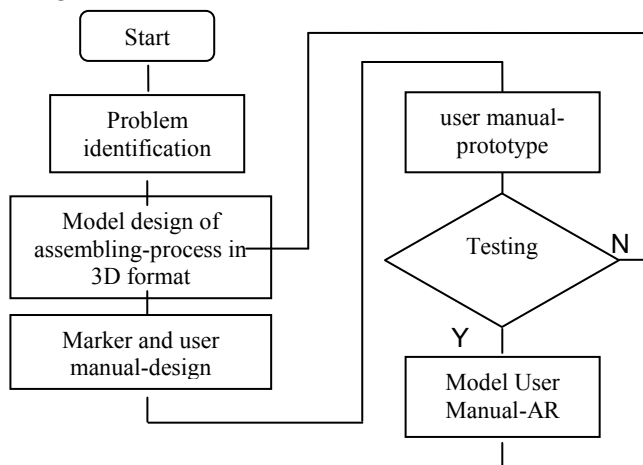 Start
Problem
identification
Model design of
assembling-process in
3D format
Marker and user
manual-design
user manual-
prototype
Testing
N
Y
Model User
Manual-AR